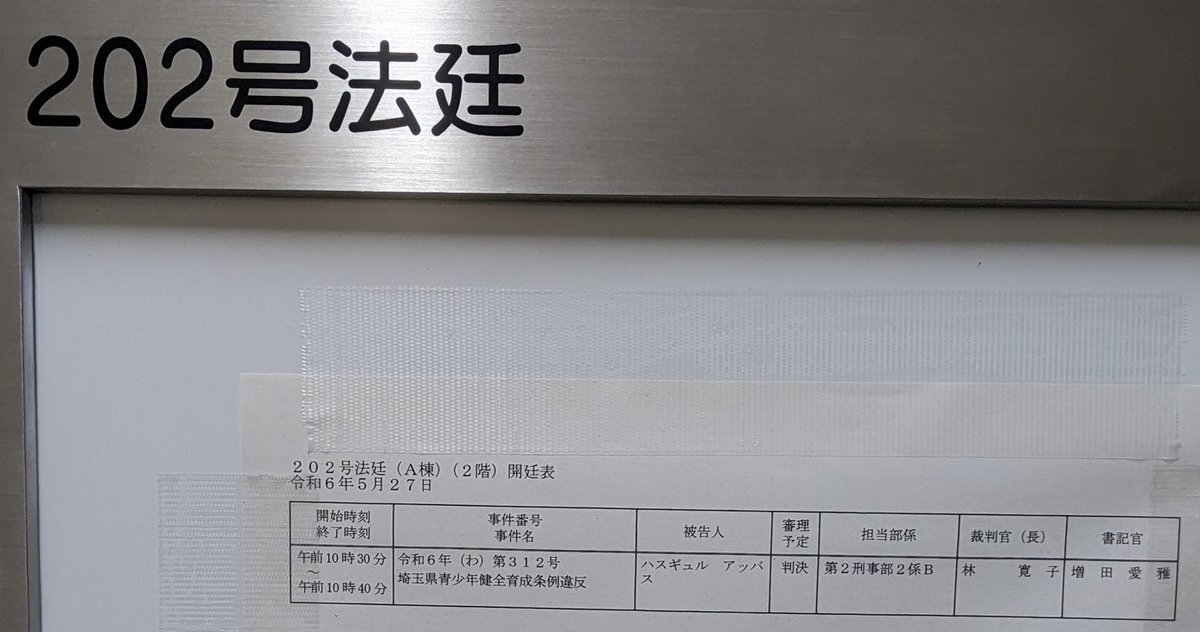 202号法廷
202号法廷(A棟)(2階)開廷表
令和6年5月27日
開始時刻
終了時刻
事件番号
事件名
被告人
審理
予定
担当部係
裁判官(長)
書記官
午前10時30分
~
午前10時40分
令和6年(わ)第312号
埼玉県青少年健全育成条例違反
ハスギュル アッバ
ス
判決
第2刑事部2係B
林 寛子
増田愛雅